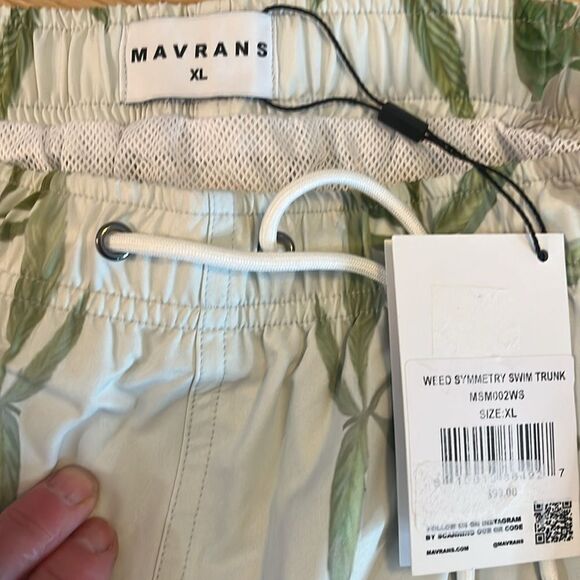 MAVRANS
XL
WEED SYMMETRY SWIM TRUNK
MSM002WS
SIZE:XL
7
FOLLOW US ON INSTAGRAM
BY SCANNING OUR QR CODE
MAVRANS.COM @MAVRANS